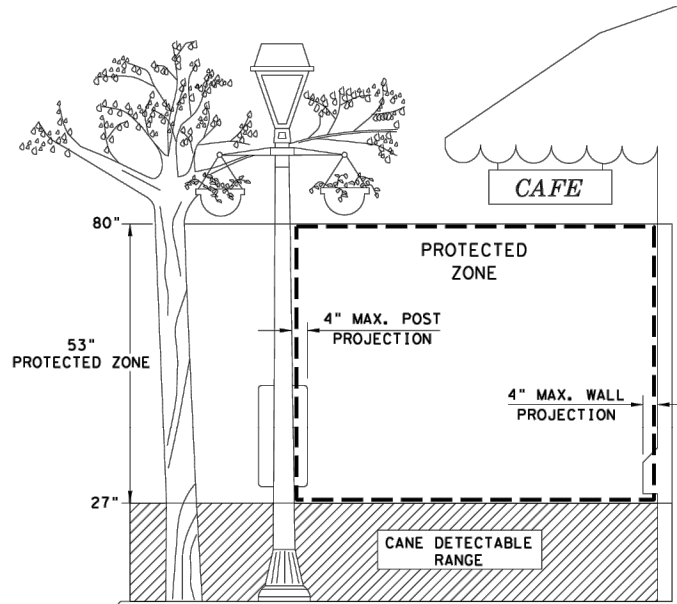 CAFE
80"
PROTECTED
ZONE
4" MAX. POST
PROJECTION
53"
PROTECTED ZONE
4" MAX. WALL
PROJECTION
27"
CANE DETECTABLE
RANGE